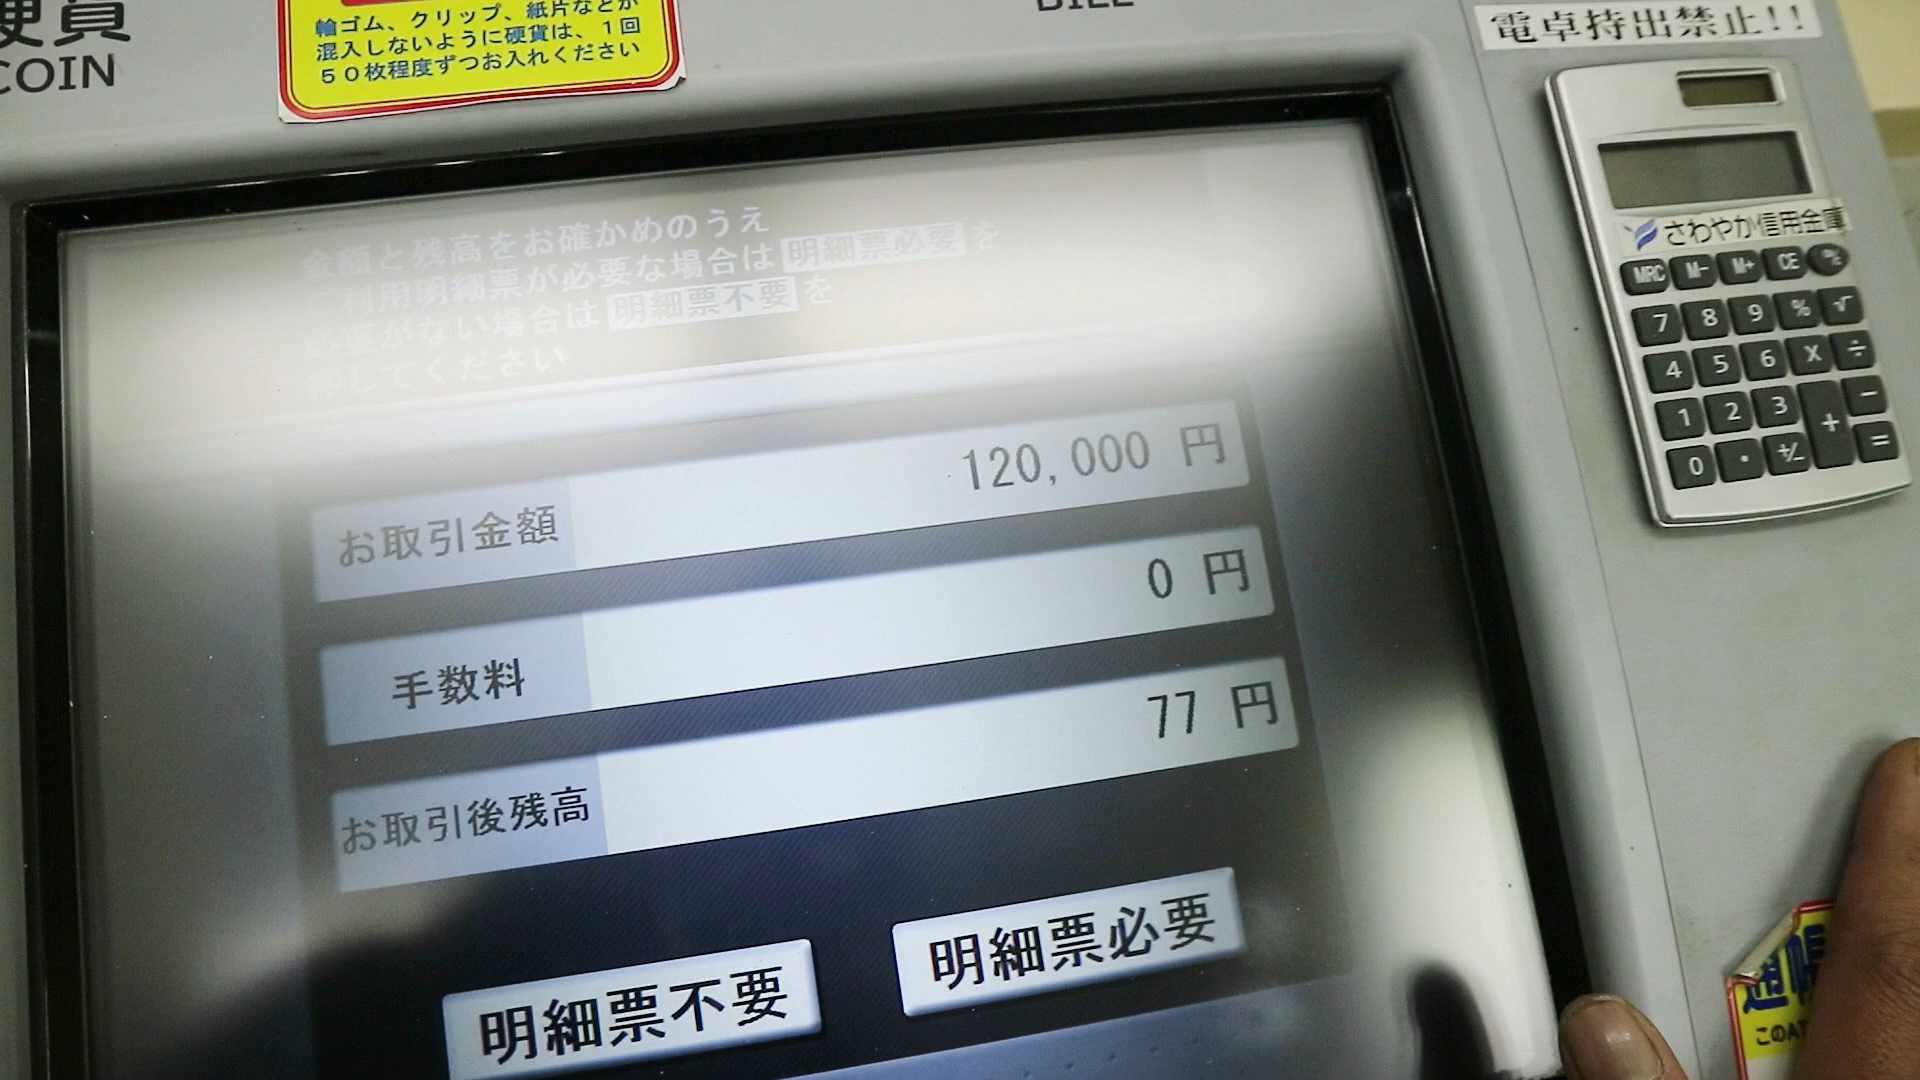 硬貨
COIN
輪ゴム、クリップ、紙片などが
混入しないように硬貨は、1回
50枚程度ずつお入れください
BILL
電卓持出禁止!!
さわやか信用金庫
MRC M- M+ CE
7 8 9 % √
4 5 6 X ÷
1 2 3 + −
0 · +/- =
金額と残高をお確かめのうえ
ご利用明細票が必要な場合は 明細票必要 を
必要がない場合は 明細票不要 を
押してください
お取引金額 120,000 円
手数料 0 円
お取引後残高 77 円
明細票不要 明細票必要
通帳
このAT